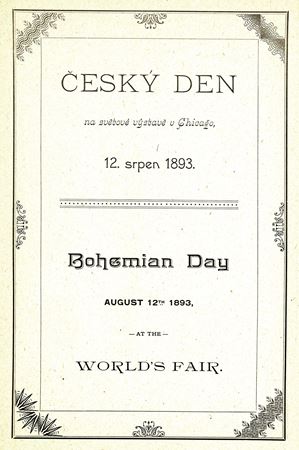 ČESKÝ DEN
na světové výstavě v Chicago,
12. srpen 1893.
Bohemian Day
AUGUST 12TH 1893,
—AT THE—
WORLD'S FAIR.